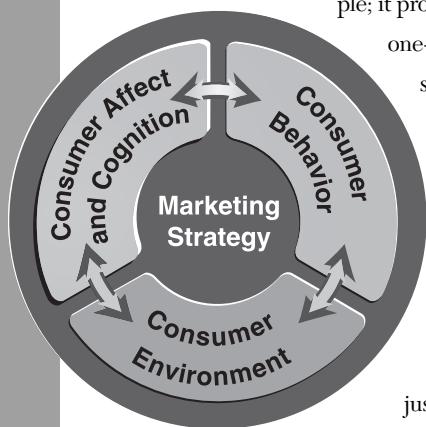 ple; it pro
one-
s
Consumer Affect
and Cognition
Consumer
Behavior
Marketing
Strategy
Consumer
Environment
jus